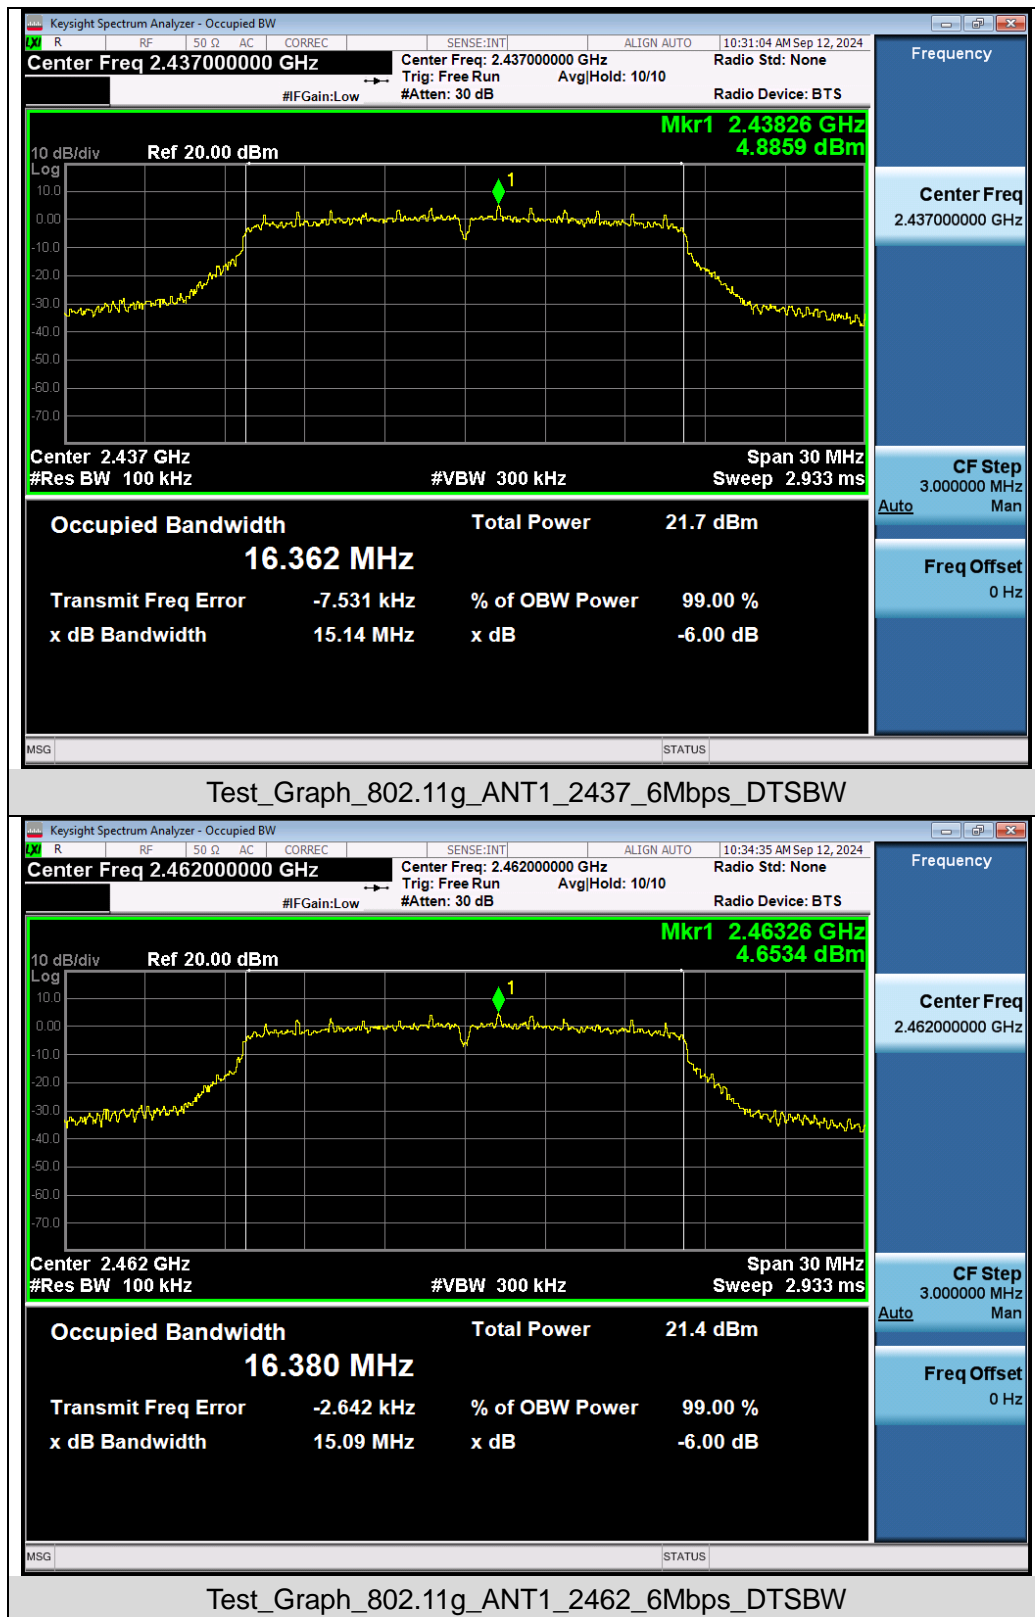 Keysight Spectrum Analyzer - Occupied BW
LXI R RF 50 Ω AC CORREC SENSE:INT ALIGN AUTO 10:31:04 AM Sep 12, 2024
Center Freq 2.437000000 GHz
Center Freq: 2.437000000 GHz
Radio Std: None
Trig: Free Run Avg|Hold: 10/10
#IFGain:Low
#Atten: 30 dB
Radio Device: BTS
Mkr1 2.43826 GHz
4.8859 dBm
10 dB/div
Ref 20.00 dBm
Log
10.0
0.00
-10.0
-20.0
-30.0
-40.0
-50.0
-60.0
-70.0
1
Center 2.437 GHz
Span 30 MHz
#Res BW 100 kHz
#VBW 300 kHz
Sweep 2.933 ms
Occupied Bandwidth
Total Power 21.7 dBm
16.362 MHz
Transmit Freq Error -7.531 kHz
% of OBW Power 99.00 %
x dB Bandwidth 15.14 MHz
x dB -6.00 dB
MSG
STATUS
Frequency
Center Freq
2.437000000 GHz
CF Step
3.000000 MHz
Auto Man
Freq Offset
0 Hz
Test_Graph_802.11g_ANT1_2437_6Mbps_DTSBW
Keysight Spectrum Analyzer - Occupied BW
LXI R RF 50 Ω AC CORREC SENSE:INT ALIGN AUTO 10:34:35 AM Sep 12, 2024
Center Freq 2.462000000 GHz
Center Freq: 2.462000000 GHz
Radio Std: None
Trig: Free Run Avg|Hold: 10/10
#IFGain:Low
#Atten: 30 dB
Radio Device: BTS
Mkr1 2.46326 GHz
4.6534 dBm
10 dB/div
Ref 20.00 dBm
Log
10.0
0.00
-10.0
-20.0
-30.0
-40.0
-50.0
-60.0
-70.0
1
Center 2.462 GHz
Span 30 MHz
#Res BW 100 kHz
#VBW 300 kHz
Sweep 2.933 ms
Occupied Bandwidth
Total Power 21.4 dBm
16.380 MHz
Transmit Freq Error -2.642 kHz
% of OBW Power 99.00 %
x dB Bandwidth 15.09 MHz
x dB -6.00 dB
MSG
STATUS
Frequency
Center Freq
2.462000000 GHz
CF Step
3.000000 MHz
Auto Man
Freq Offset
0 Hz
Test_Graph_802.11g_ANT1_2462_6Mbps_DTSBW